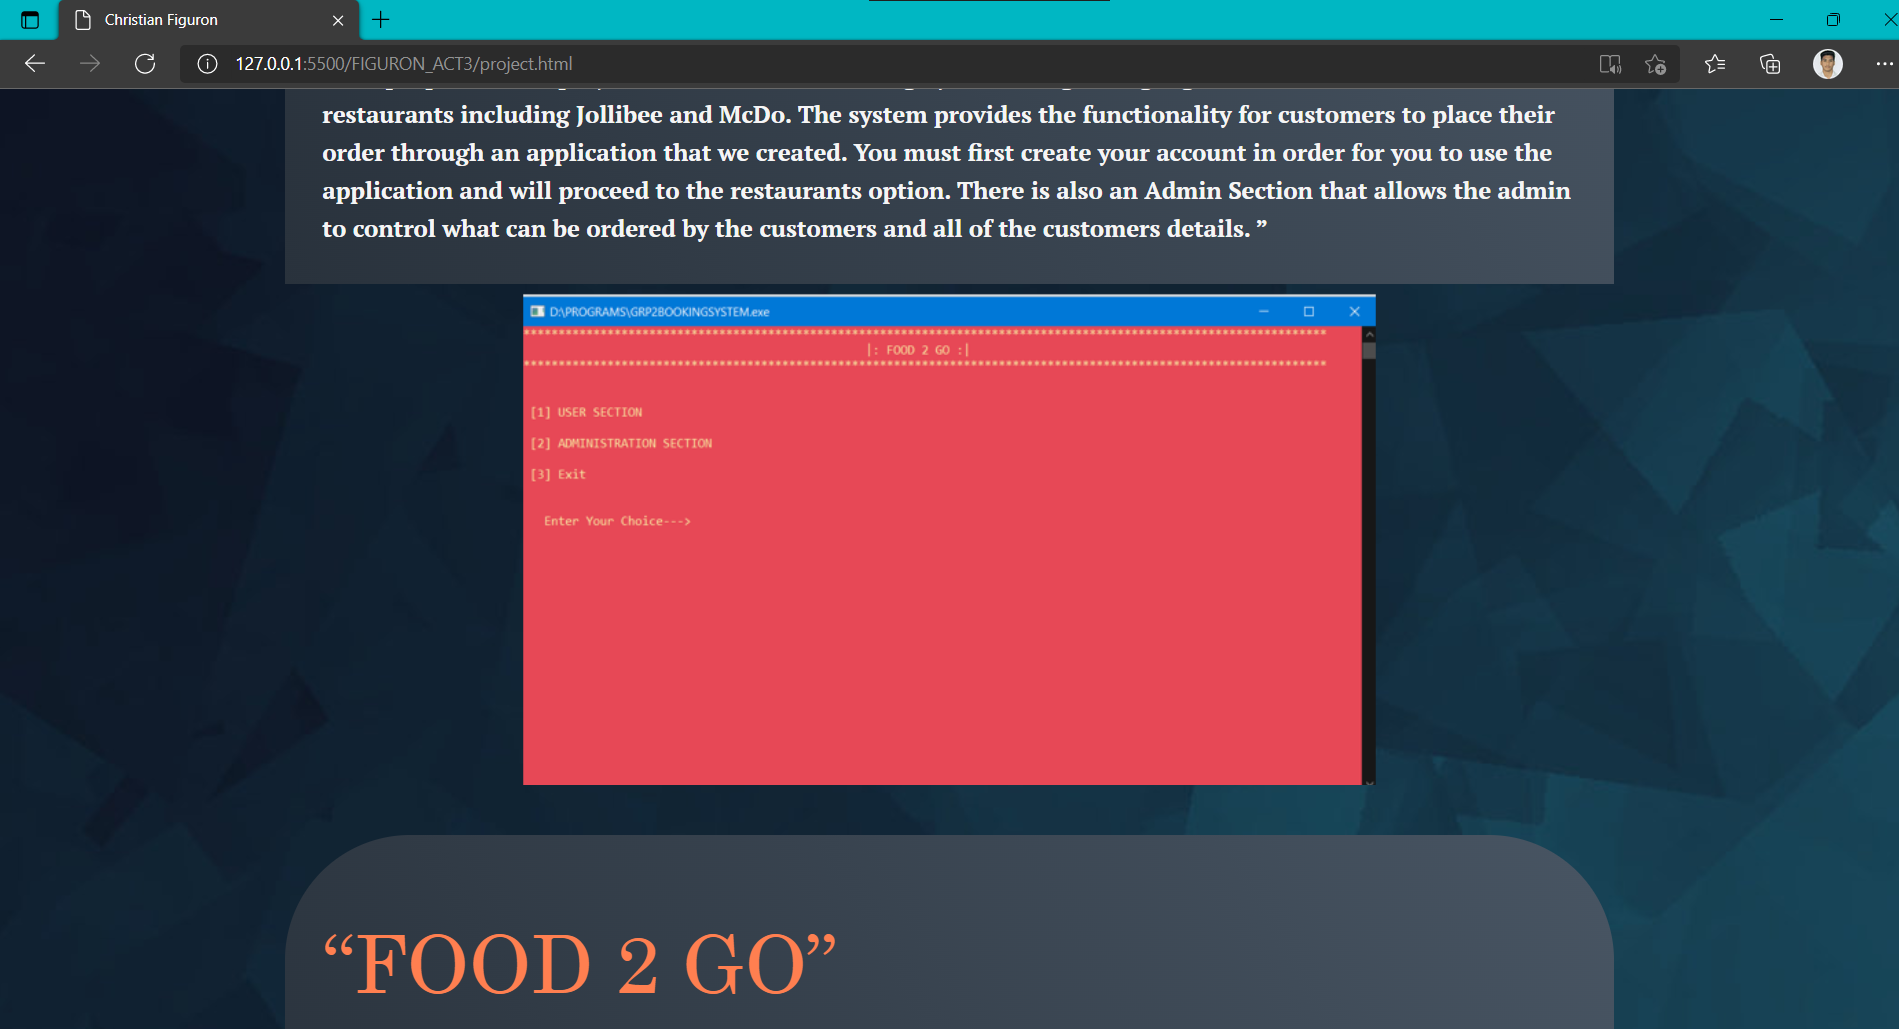 Christian Figuron
127.0.0.1:5500/FIGURON_ACT3/project.html
restaurants including Jollibee and McDo. The system provides the functionality for customers to place their
order through an application that we created. You must first create your account in order for you to use the
application and will proceed to the restaurants option. There is also an Admin Section that allows the admin
to control what can be ordered by the customers and all of the customers details. ”
D:\PROGRAMS\GRP2BOOKINGSYSTEM.exe
|: FOOD 2 GO :|
[1] USER SECTION
[2] ADMINISTRATION SECTION
[3] Exit
Enter Your Choice--->
“FOOD 2 GO”